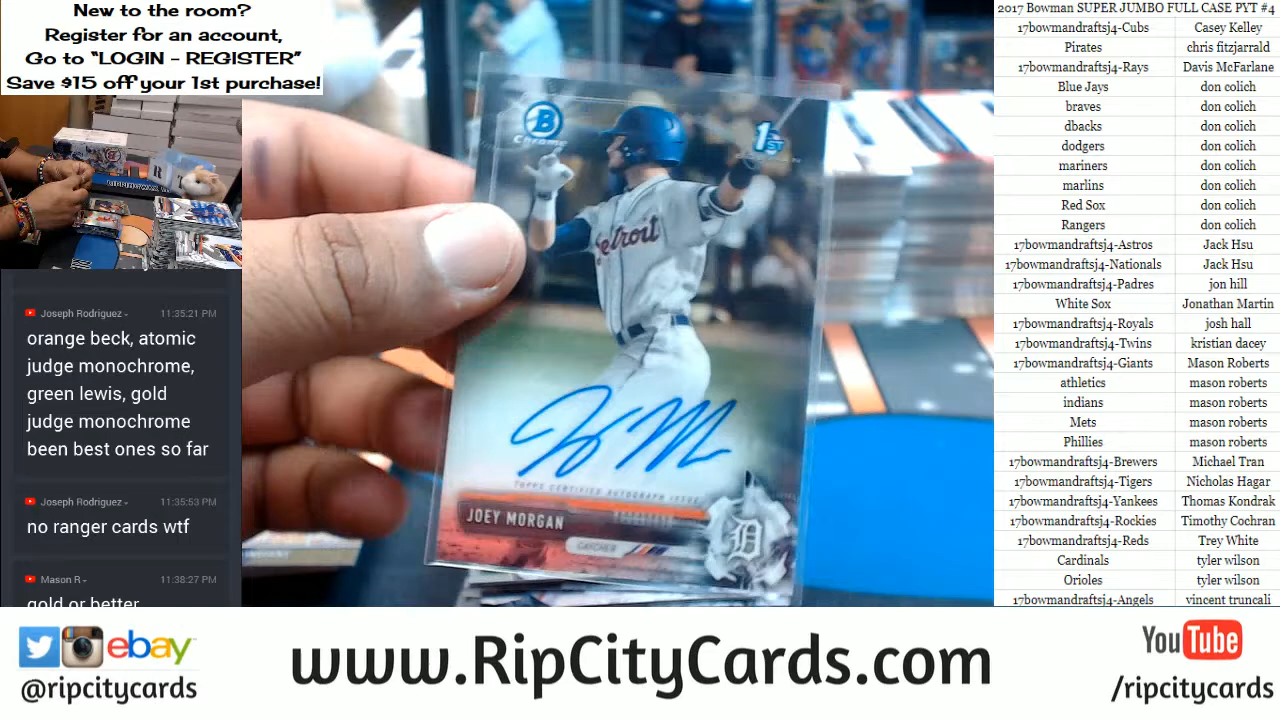 New to the room?
Register for an account,
Go to “LOGIN - REGISTER”
Save $15 off your 1st purchase!
Joseph Rodriguez
11:35:21 PM
orange beck, atomic
judge monochrome,
green lewis, gold
judge monochrome
been best ones so far
Joseph Rodriguez
11:35:53 PM
no ranger cards wtf
Mason R
11:38:27 PM
gold or better
B
Chrome
1ST
Detroit
TOPPS CERTIFIED AUTOGRAPH ISSUE
JOEY MORGAN
CATCHER
D
2017 Bowman SUPER JUMBO FULL CASE PYT #4
17bowmandraftsj4-Cubs Casey Kelley
Pirates chris fitzjarrald
17bowmandraftsj4-Rays Davis McFarlane
Blue Jays don colich
braves don colich
dbacks don colich
dodgers don colich
mariners don colich
marlins don colich
Red Sox don colich
Rangers don colich
17bowmandraftsj4-Astros Jack Hsu
17bowmandraftsj4-Nationals Jack Hsu
17bowmandraftsj4-Padres jon hill
White Sox Jonathan Martin
17bowmandraftsj4-Royals josh hall
17bowmandraftsj4-Twins kristian dacey
17bowmandraftsj4-Giants Mason Roberts
athletics mason roberts
indians mason roberts
Mets mason roberts
Phillies mason roberts
17bowmandraftsj4-Brewers Michael Tran
17bowmandraftsj4-Tigers Nicholas Hagar
17bowmandraftsj4-Yankees Thomas Kondrak
17bowmandraftsj4-Rockies Timothy Cochran
17bowmandraftsj4-Reds Trey White
Cardinals tyler wilson
Orioles tyler wilson
17bowmandraftsj4-Angels vincent truncali
ebay
@ripcitycards
www.RipCityCards.com
YouTube
/ripcitycards